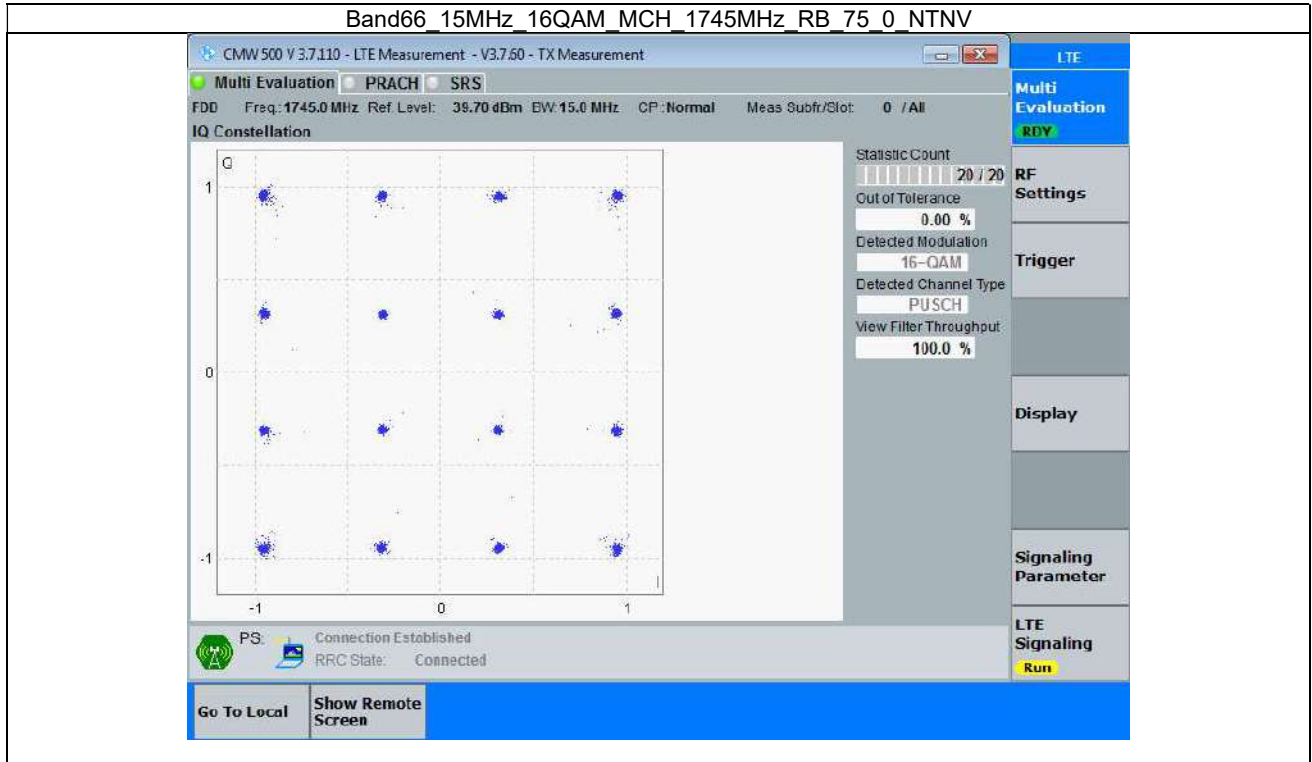 Band66_15MHz_16QAM_MCH_1745MHz_RB_75_0_NTNV
CMW 500 V 3.7.110 - LTE Measurement - V3.7.60 - TX Measurement
LTE
Multi Evaluation PRACH SRS
Multi
Evaluation
RDY
FDD Freq.: 1745.0 MHz Ref. Level: 39.70 dBm BW: 15.0 MHz CP : Normal Meas Subfr./Slot: 0 / All
IQ Constellation
Q
1
0
-1
-1 0 1
I
Statistic Count
20 / 20
Out of Tolerance
0.00 %
Detected Modulation
16-QAM
Detected Channel Type
PUSCH
View Filter Throughput
100.0 %
RF
Settings
Trigger
Display
Signaling
Parameter
LTE
Signaling
Run
PS: Connection Established
RRC State: Connected
Go To Local
Show Remote
Screen